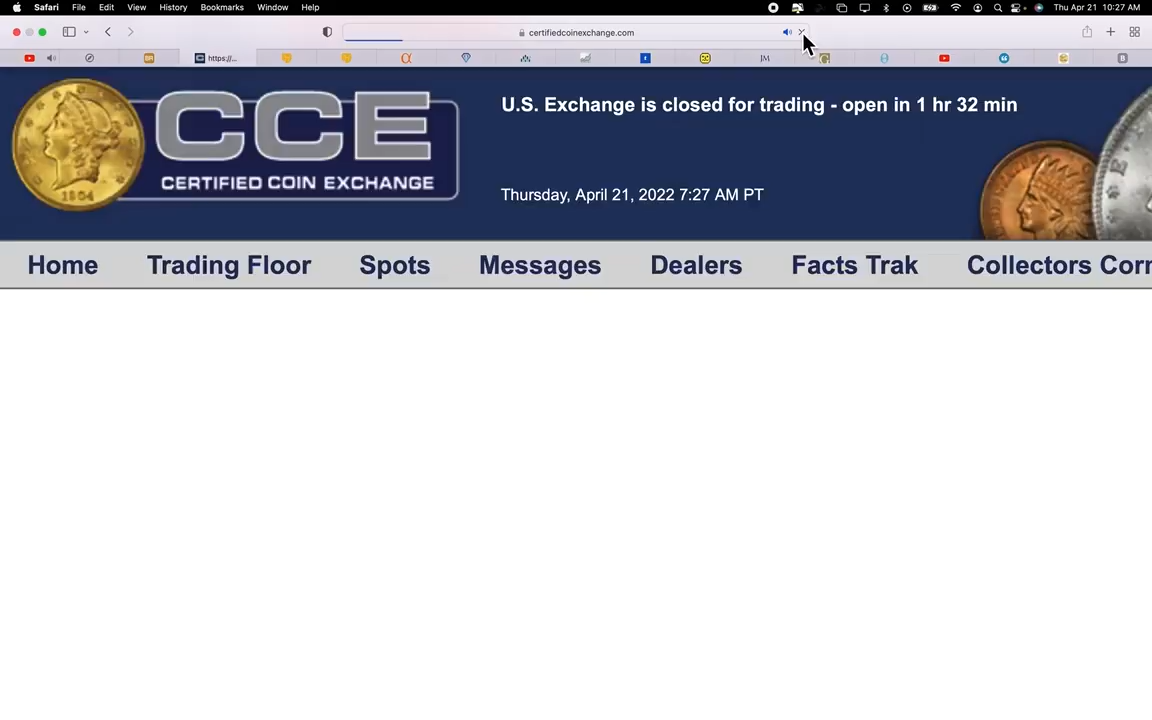 Safari File Edit View History Bookmarks Window Help Thu Apr 21 10:27 AM
certifiedcoinexchange.com
https://...
JM
CCE
CERTIFIED COIN EXCHANGE
1904
U.S. Exchange is closed for trading - open in 1 hr 32 min
Thursday, April 21, 2022 7:27 AM PT
Home Trading Floor Spots Messages Dealers Facts Trak Collectors Corr